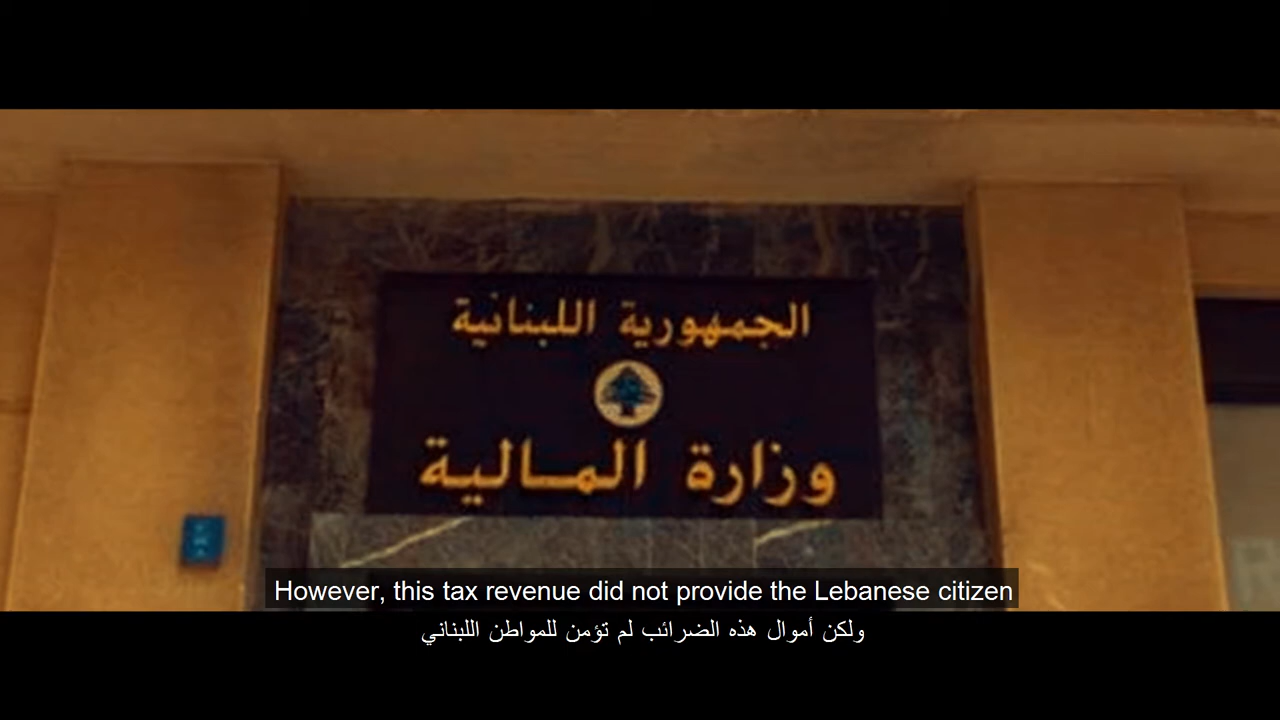 الجمهورية اللبنانية
وزارة المالية
However, this tax revenue did not provide the Lebanese citizen
ولكن أموال هذه الضرائب لم تؤمن للمواطن اللبناني